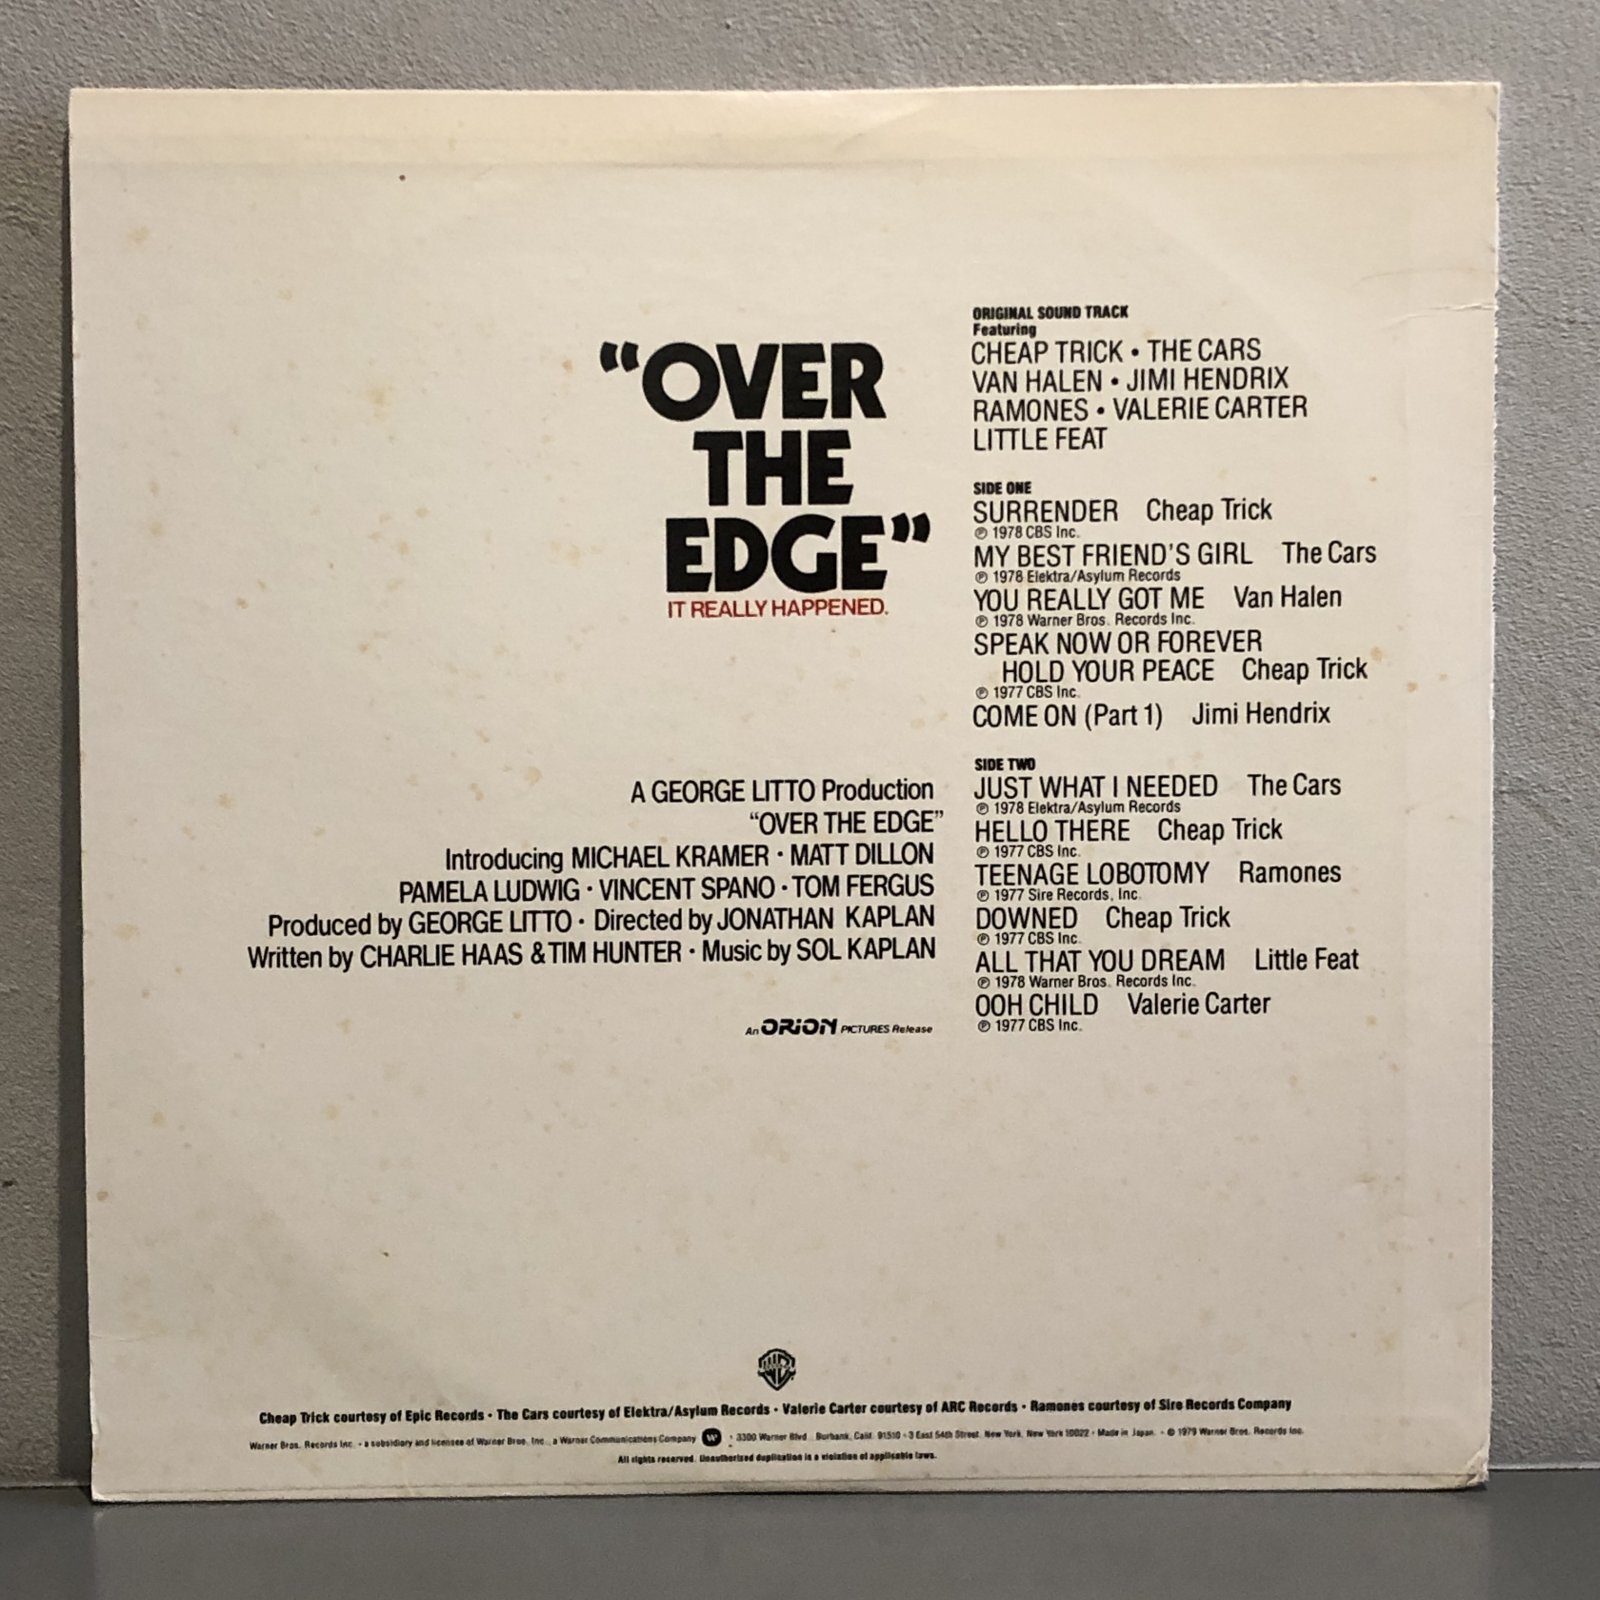 “OVER
THE
EDGE”
IT REALLY HAPPENED.
A GEORGE LITTO Production
“OVER THE EDGE”
Introducing MICHAEL KRAMER · MATT DILLON
PAMELA LUDWIG · VINCENT SPANO · TOM FERGUS
Produced by GEORGE LITTO · Directed by JONATHAN KAPLAN
Written by CHARLIE HAAS & TIM HUNTER · Music by SOL KAPLAN
An ORION PICTURES Release
ORIGINAL SOUND TRACK
Featuring
CHEAP TRICK • THE CARS
VAN HALEN • JIMI HENDRIX
RAMONES • VALERIE CARTER
LITTLE FEAT
SIDE ONE
SURRENDER Cheap Trick
℗ 1978 CBS Inc.
MY BEST FRIEND'S GIRL The Cars
℗ 1978 Elektra/Asylum Records
YOU REALLY GOT ME Van Halen
℗ 1978 Warner Bros. Records Inc.
SPEAK NOW OR FOREVER
HOLD YOUR PEACE Cheap Trick
℗ 1977 CBS Inc.
COME ON (Part 1) Jimi Hendrix
SIDE TWO
JUST WHAT I NEEDED The Cars
℗ 1978 Elektra/Asylum Records
HELLO THERE Cheap Trick
℗ 1977 CBS Inc.
TEENAGE LOBOTOMY Ramones
℗ 1977 Sire Records, Inc.
DOWNED Cheap Trick
℗ 1977 CBS Inc.
ALL THAT YOU DREAM Little Feat
℗ 1978 Warner Bros. Records Inc.
OOH CHILD Valerie Carter
℗ 1977 CBS Inc.
Cheap Trick courtesy of Epic Records • The Cars courtesy of Elektra/Asylum Records • Valerie Carter courtesy of ARC Records • Ramones courtesy of Sire Records Company
Warner Bros. Records Inc. • a subsidiary and licensee of Warner Bros. Inc., a Warner Communications Company W • 3300 Warner Blvd., Burbank, Calif. 91510 • 3 East 54th Street, New York, New York 10022 • Made in Japan. • © 1979 Warner Bros. Records Inc.
All rights reserved. Unauthorized duplication is a violation of applicable laws.